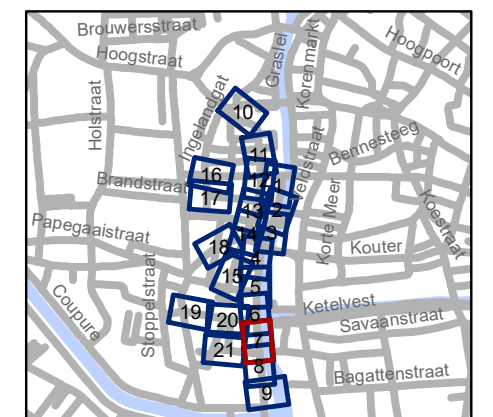 Brouwersstraat
Hoogstraat
Graslei
Korenmarkt
Hoogpoort
Holstraat
Ingelandgat
10
Bennesteeg
11
Veldstraat
16
12
1
Brandstraat
17
13
2
Korte Meer
Koestraat
Papegaaistraat
14
3
18
Kouter
4
15
5
Coupure
Stoppelstraat
Ketelvest
19
20
6
Savaanstraat
7
21
8
Bagattenstraat
9